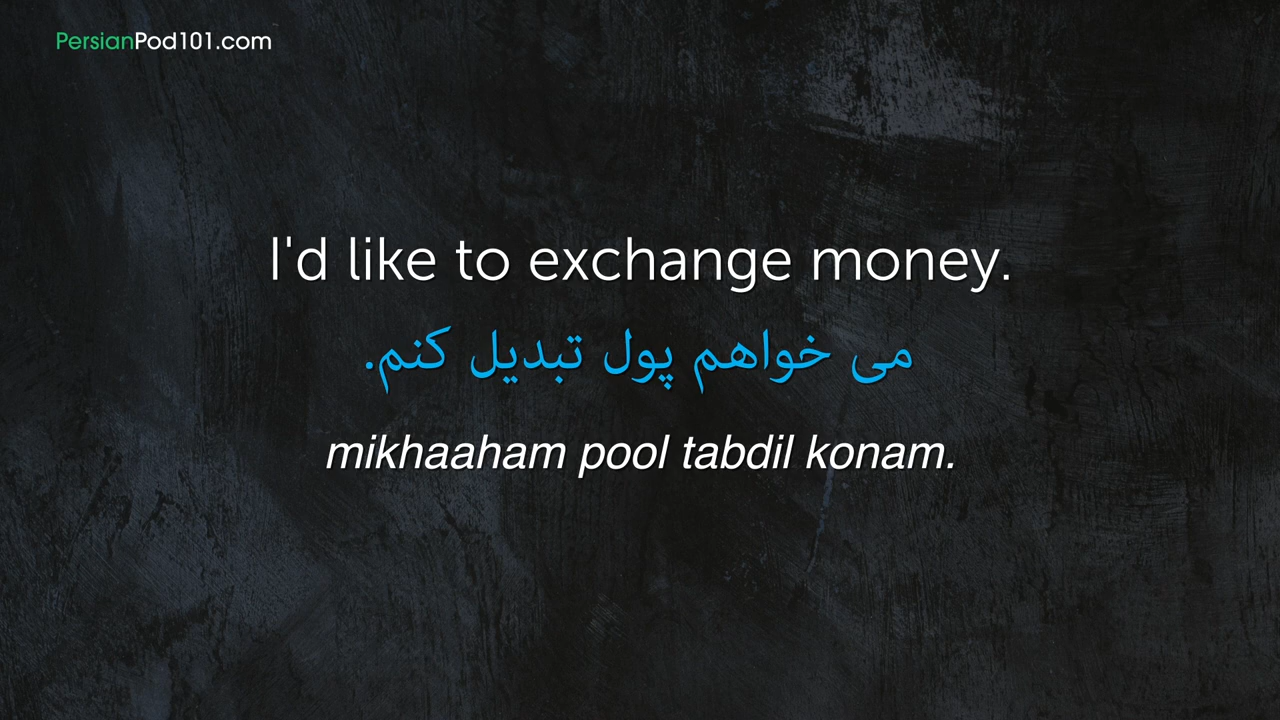 PersianPod101.com
I'd like to exchange money.
می خواهم پول تبدیل کنم.
mikhaaham pool tabdil konam.